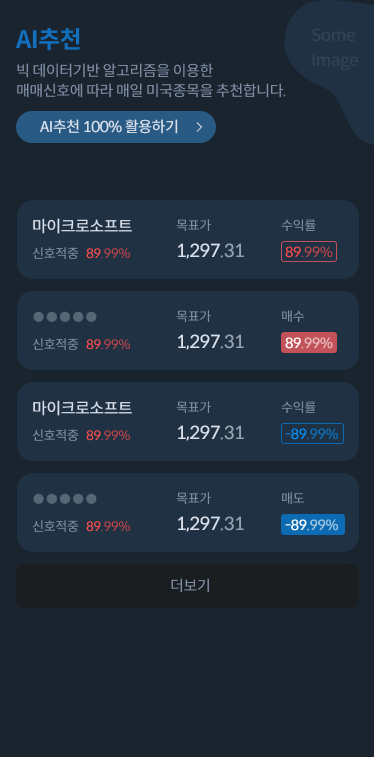 AI추천
Some
Image
빅 데이터기반 알고리즘을 이용한
매매신호에 따라 매일 미국종목을 추천합니다.
AI추천 100% 활용하기
마이크로소프트 목표가 수익률
신호적중 89.99% 1,297.31 89.99%
●●●●● 목표가 매수
신호적중 89.99% 1,297.31 89.99%
마이크로소프트 목표가 수익률
신호적중 89.99% 1,297.31 -89.99%
●●●●● 목표가 매도
신호적중 89.99% 1,297.31 -89.99%
더보기